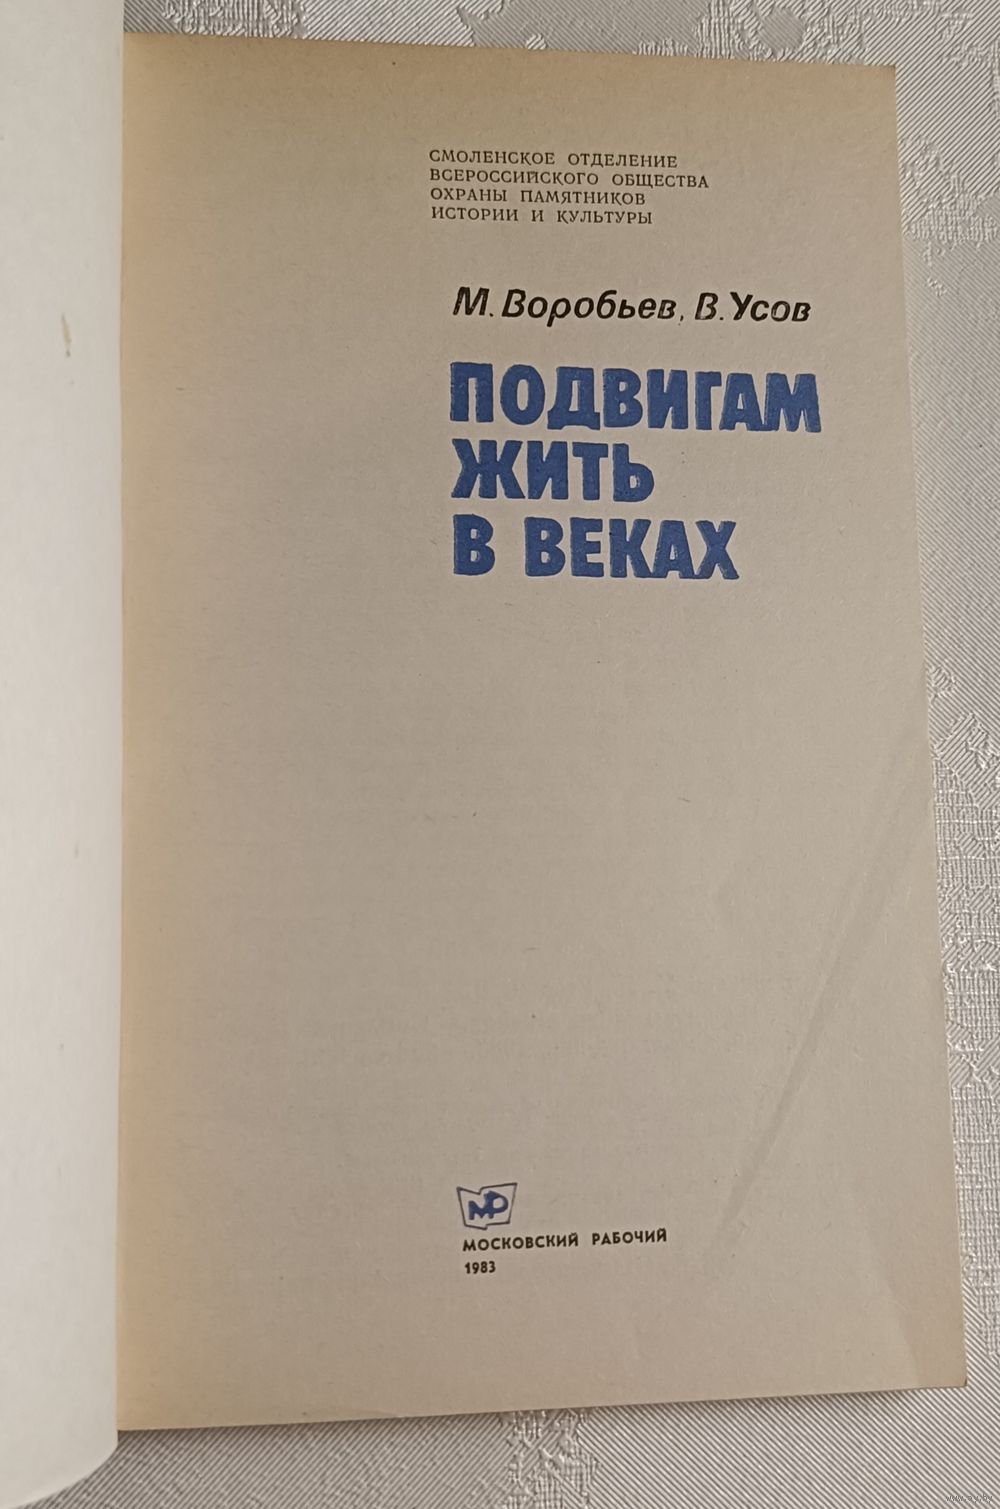 СМОЛЕНСКОЕ ОТДЕЛЕНИЕ
ВСЕРОССИЙСКОГО ОБЩЕСТВА
ОХРАНЫ ПАМЯТНИКОВ
ИСТОРИИ И КУЛЬТУРЫ
М. Воробьев, В. Усов
ПОДВИГАМ
ЖИТЬ
В ВЕКАХ
МР
МОСКОВСКИЙ РАБОЧИЙ
1983